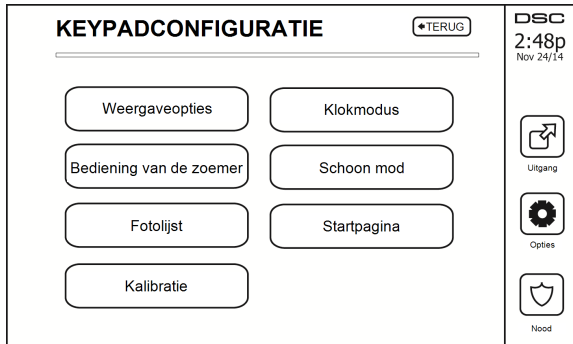 KEYPADCONFIGURATIE
TERUG
DSC
2:48p
Nov 24/14
Weergaveopties
Klokmodus
Bediening van de zoemer
Schoon mod
Fotolijst
Startpagina
Kalibratie
Uitgang
Opties
Nood